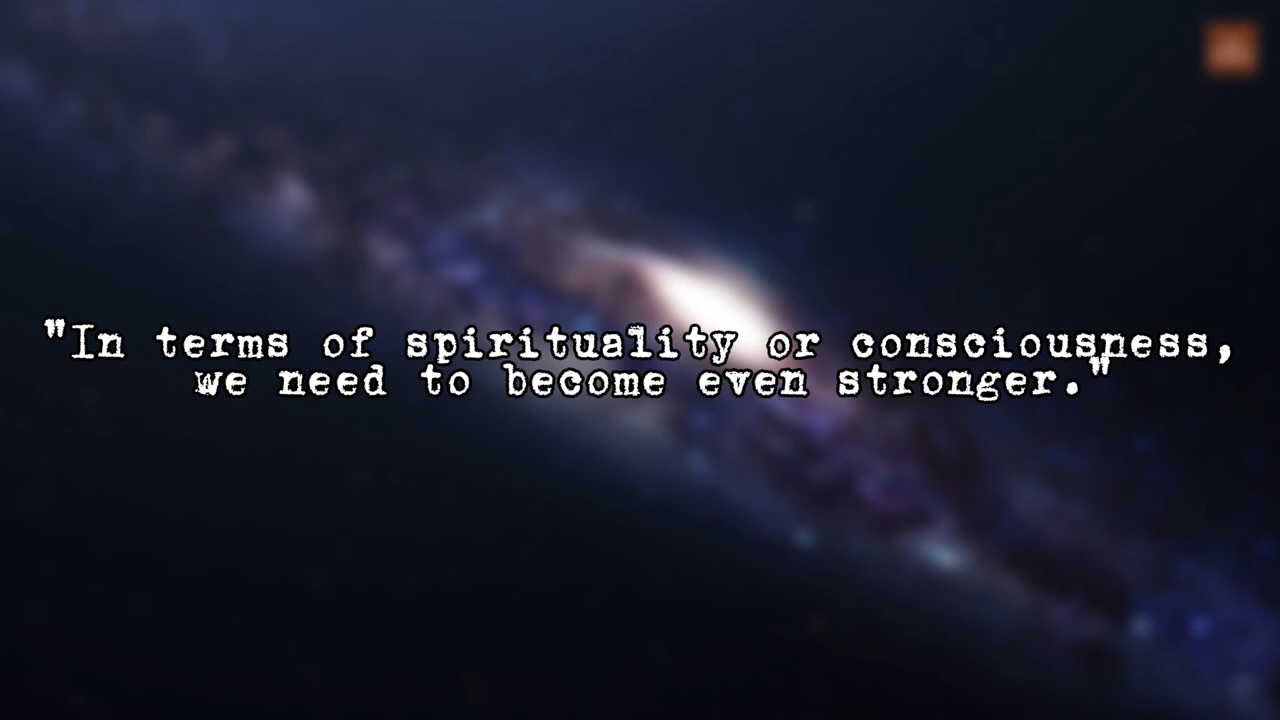 "In terms of spirituality or consciousness,
we need to become even stronger."